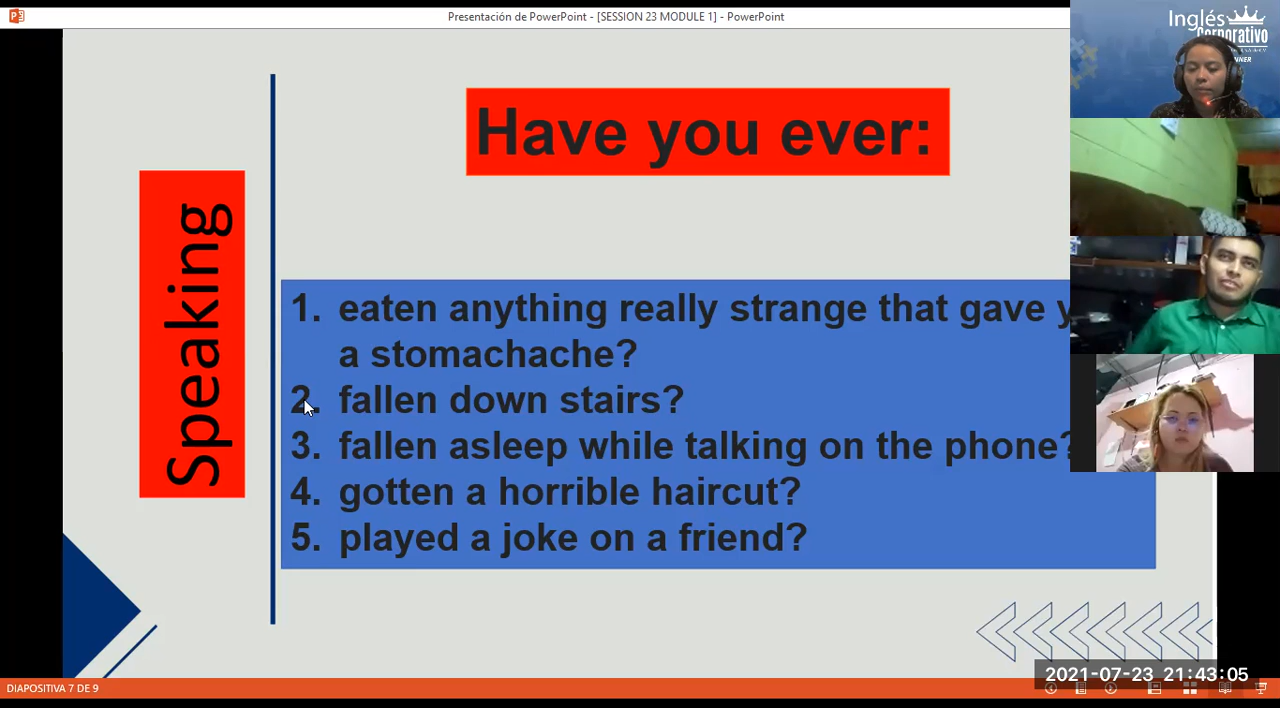 Presentación de PowerPoint - [SESSION 23 MODULE 1] - PowerPoint
Inglés
Corporativo
Have you ever:
Speaking
1. eaten anything really strange that gave
a stomachache?
2. fallen down stairs?
3. fallen asleep while talking on the phone?
4. gotten a horrible haircut?
5. played a joke on a friend?
2021-07-23 21:43:05
DIAPOSITIVA 7 DE 9